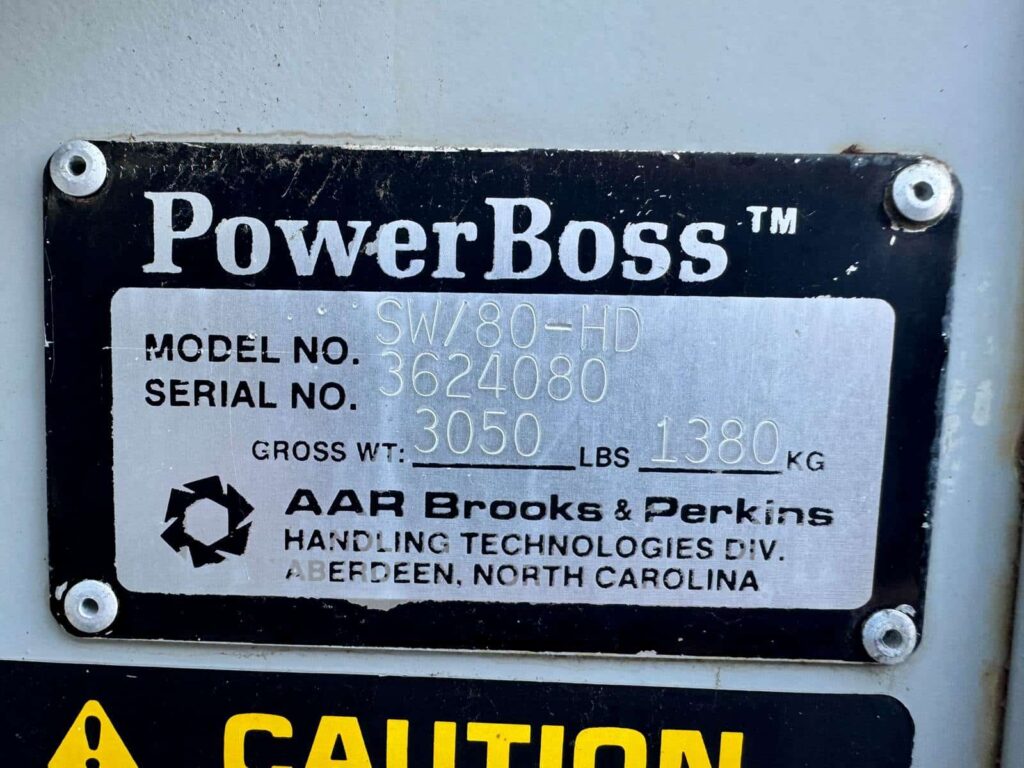 PowerBoss™
MODEL NO. SW/80-HD
SERIAL NO. 3624080
GROSS WT: 3050 LBS 1380 KG
AAR Brooks & Perkins
HANDLING TECHNOLOGIES DIV.
ABERDEEN, NORTH CAROLINA
CAUTION